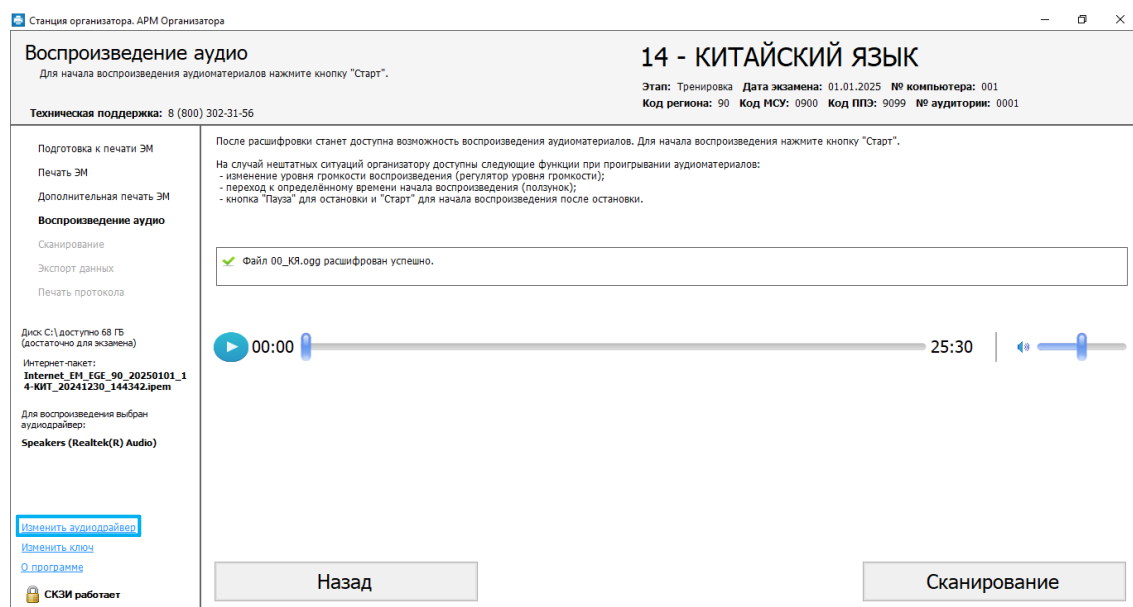 Станция организатора. АРМ Организатора
Воспроизведение аудио
Для начала воспроизведения аудиоматериалов нажмите кнопку "Старт".
Техническая поддержка: 8 (800) 302-31-56
14 - КИТАЙСКИЙ ЯЗЫК
Этап: Тренировка Дата экзамена: 01.01.2025 № компьютера: 001
Код региона: 90 Код МСУ: 0900 Код ППЭ: 9099 № аудитории: 0001
Подготовка к печати ЭМ
Печать ЭМ
Дополнительная печать ЭМ
Воспроизведение аудио
Сканирование
Экспорт данных
Печать протокола
Диск C:\ доступно 68 ГБ
(достаточно для экзамена)
Интернет-пакет:
Internet_EM_EGE_90_20250101_1
4-КИТ_20241230_144342.ipem
Для воспроизведения выбран
аудиодрайвер:
Speakers (Realtek(R) Audio)
Изменить аудиодрайвер
Изменить ключ
О программе
СКЗИ работает
После расшифровки станет доступна возможность воспроизведения аудиоматериалов. Для начала воспроизведения нажмите кнопку "Старт".
На случай нештатных ситуаций организатору доступны следующие функции при проигрывании аудиоматериалов:
- изменение уровня громкости воспроизведения (регулятор уровня громкости);
- переход к определённому времени начала воспроизведения (ползунок);
- кнопка "Пауза" для остановки и "Старт" для начала воспроизведения после остановки.
Файл 00_КЯ.ogg расшифрован успешно.
00:00 25:30
Назад
Сканирование